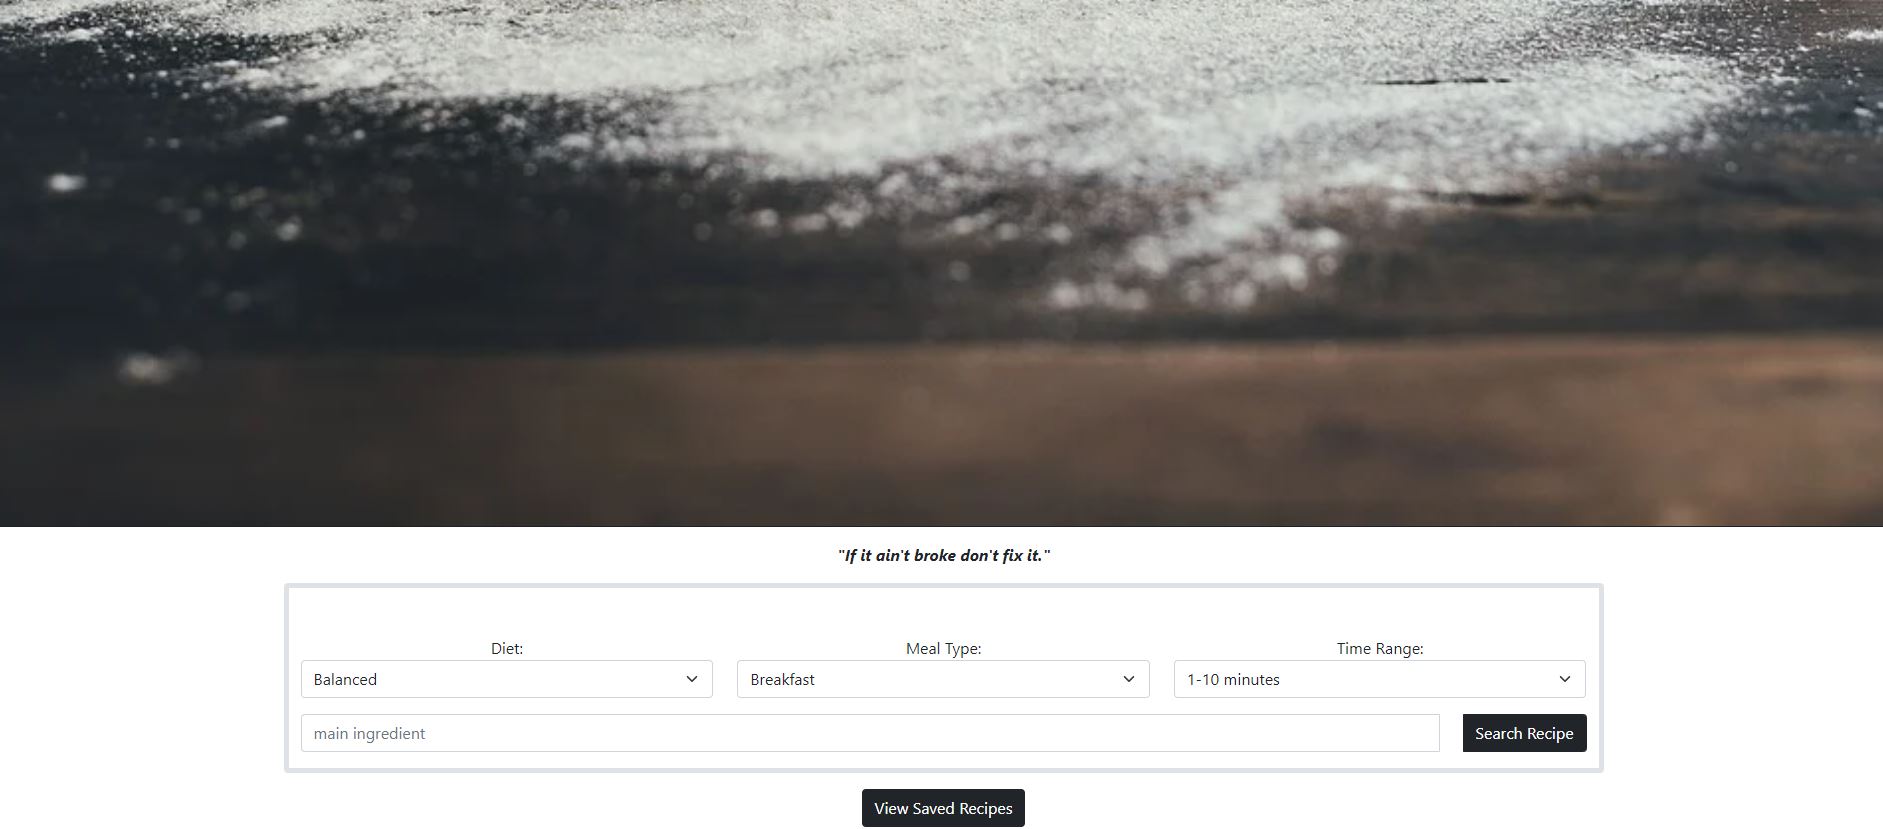 "If it ain't broke don't fix it."
Diet: Meal Type: Time Range:
Balanced Breakfast 1-10 minutes
main ingredient Search Recipe
View Saved Recipes